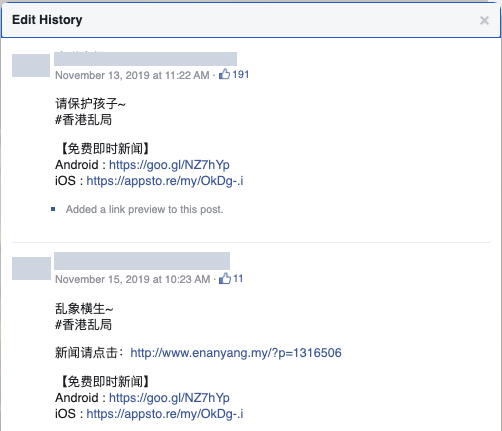 Edit History
November 13, 2019 at 11:22 AM · 191
请保护孩子~
#香港乱局
【免费即时新闻】
Android : https://goo.gl/NZ7hYp
iOS : https://appsto.re/my/OkDg-.i
Added a link preview to this post.
November 15, 2019 at 10:23 AM · 11
乱象横生~
#香港乱局
新闻请点击：http://www.enanyang.my/?p=1316506
【免费即时新闻】
Android : https://goo.gl/NZ7hYp
iOS : https://appsto.re/my/OkDg-.i